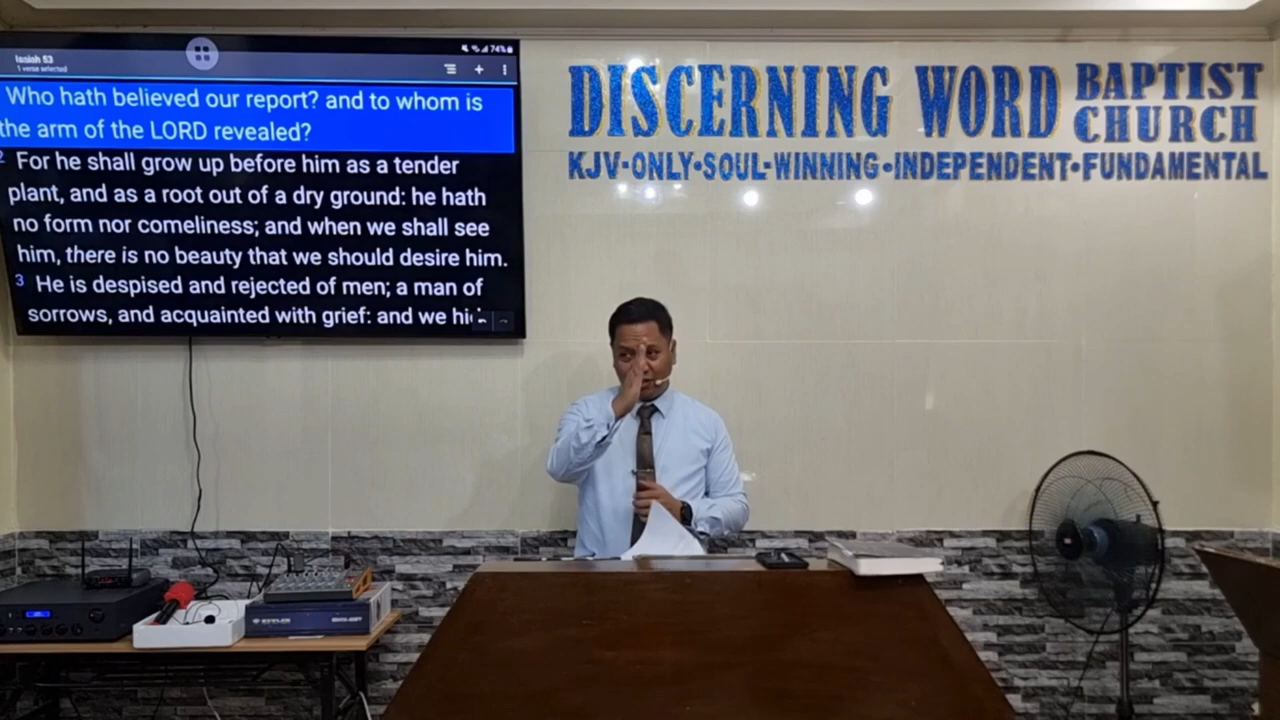 Isaiah 53
1 verse selected
74%
Who hath believed our report? and to whom is
the arm of the LORD revealed?
2 For he shall grow up before him as a tender
plant, and as a root out of a dry ground: he hath
no form nor comeliness; and when we shall see
him, there is no beauty that we should desire him.
3 He is despised and rejected of men; a man of
sorrows, and acquainted with grief: and we
DISCERNING WORD BAPTIST
CHURCH
KJV-ONLY•SOUL-WINNING•INDEPENDENT•FUNDAMENTAL